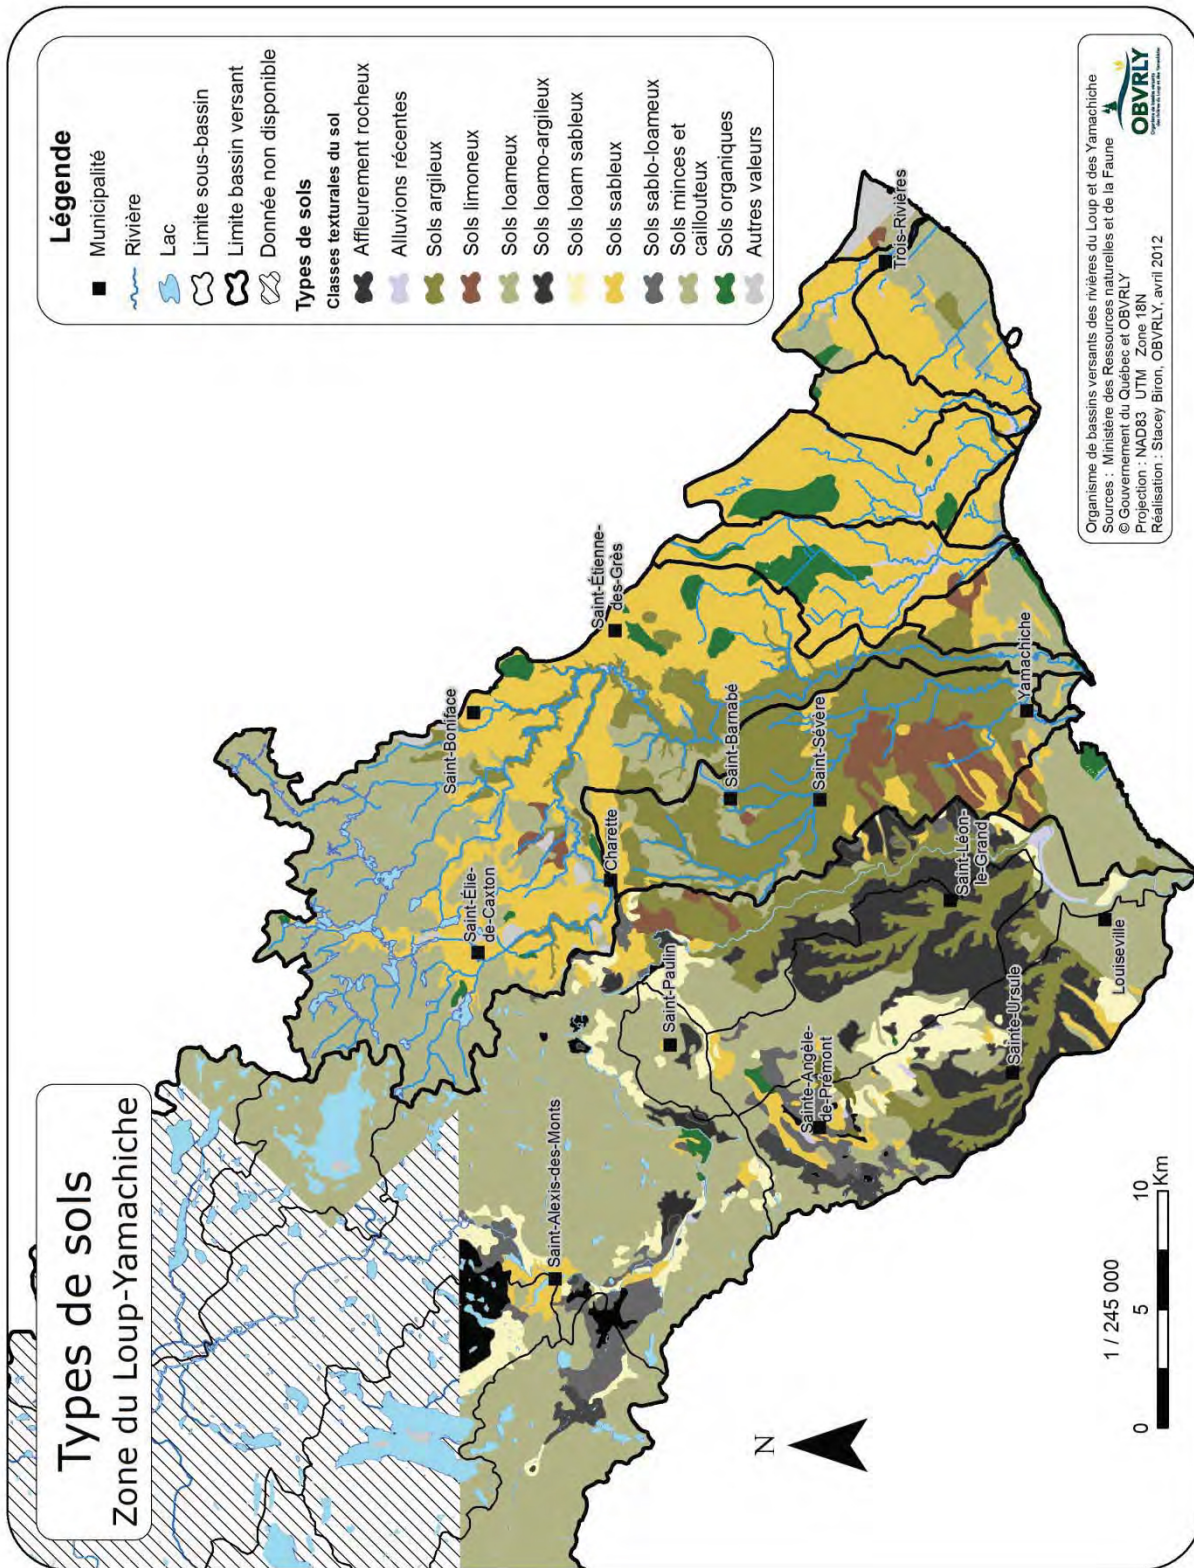 Types de sols
Zone du Loup-Yamachiche
Légende
Municipalité
Rivière
Lac
Limite sous-bassin
Limite bassin versant
Donnée non disponible
Types de sols
Classes texturales du sol
Affleurement rocheux
Alluvions récentes
Sols argileux
Sols limoneux
Sols loameux
Sols loamo-argileux
Sols loam sableux
Sols sableux
Sols sablo-loameux
Sols minces et
caillouteux
Sols organiques
Autres valeurs
Saint-Boniface
Saint-Élie-
de-Caxton
Saint-Étienne-
des-Grès
Charette
Saint-Alexis-des-Monts
Saint-Paulin
Saint-Barnabé
Saint-Sévère
Sainte-Angèle-
de-Prémont
Trois-Rivières
Saint-Léon-
le-Grand
Yamachiche
Sainte-Ursule
Louiseville
N
1 / 245 000
0 5 10
Km
Organisme de bassins versants des rivières du Loup et des Yamachiche
Sources : Ministère des Ressources naturelles et de la Faune
© Gouvernement du Québec et OBVRLY
Projection : NAD83 UTM Zone 18N
Réalisation : Stacey Biron, OBVRLY, avril 2012
OBVRLY